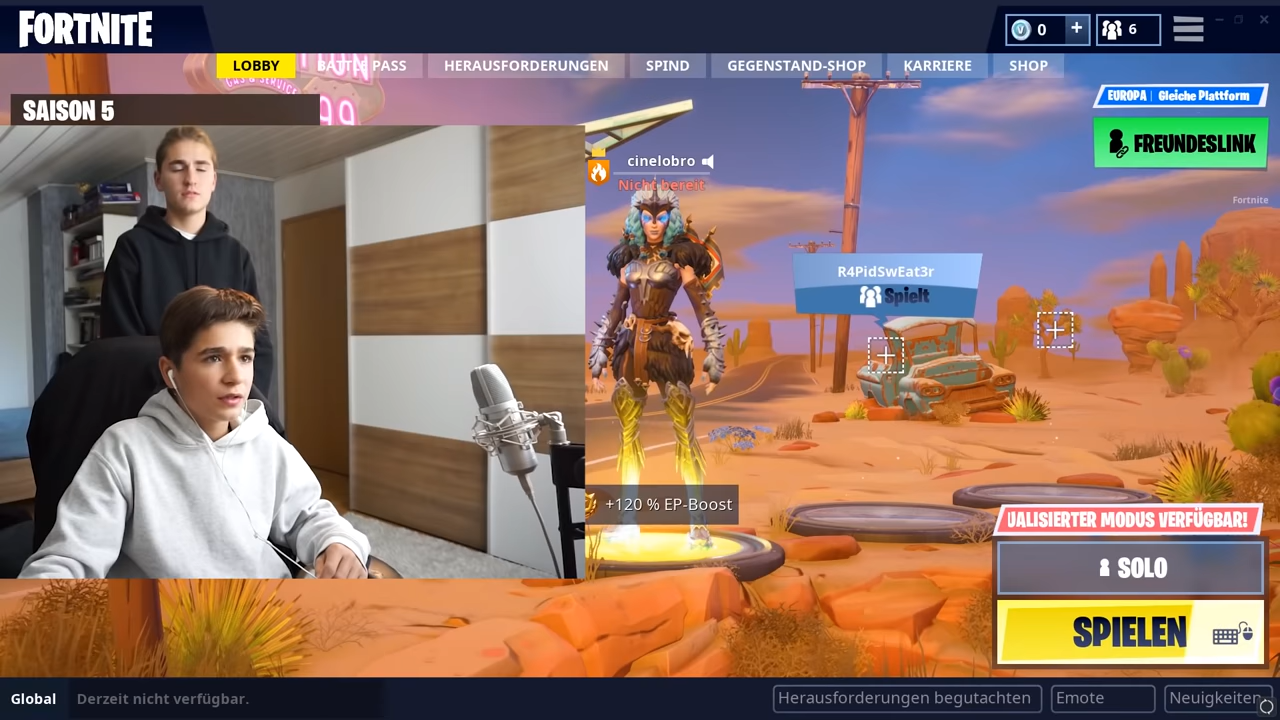 FORTNITE
0
+
6
LOBBY
BATTLE PASS
HERAUSFORDERUNGEN
SPIND
GEGENSTAND-SHOP
KARRIERE
SHOP
SAISON 5
EUROPA | Gleiche Plattform
FREUNDESLINK
Fortnite
cinelobro
Nicht bereit
R4PidSwEat3r
Spielt
+120 % EP-Boost
UALISIERTER MODUS VERFÜGBAR!
SOLO
SPIELEN
Global
Derzeit nicht verfügbar.
Herausforderungen begutachten
Emote
Neuigkeiten